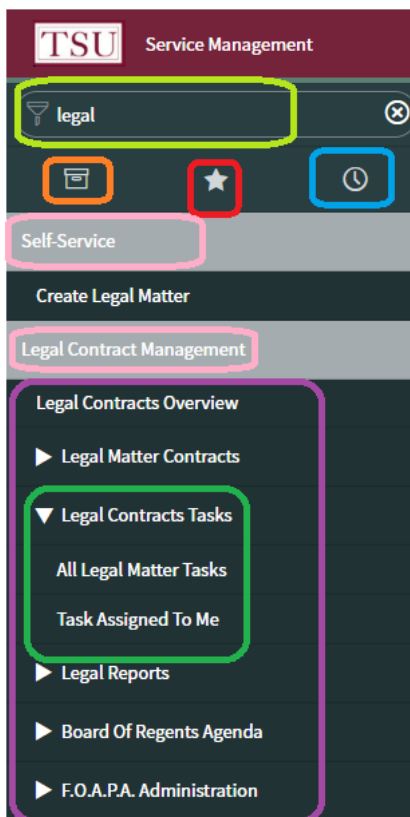 TSU Service Management
legal
Self-Service
Create Legal Matter
Legal Contract Management
Legal Contracts Overview
Legal Matter Contracts
Legal Contracts Tasks
All Legal Matter Tasks
Task Assigned To Me
Legal Reports
Board Of Regents Agenda
F.O.A.P.A. Administration